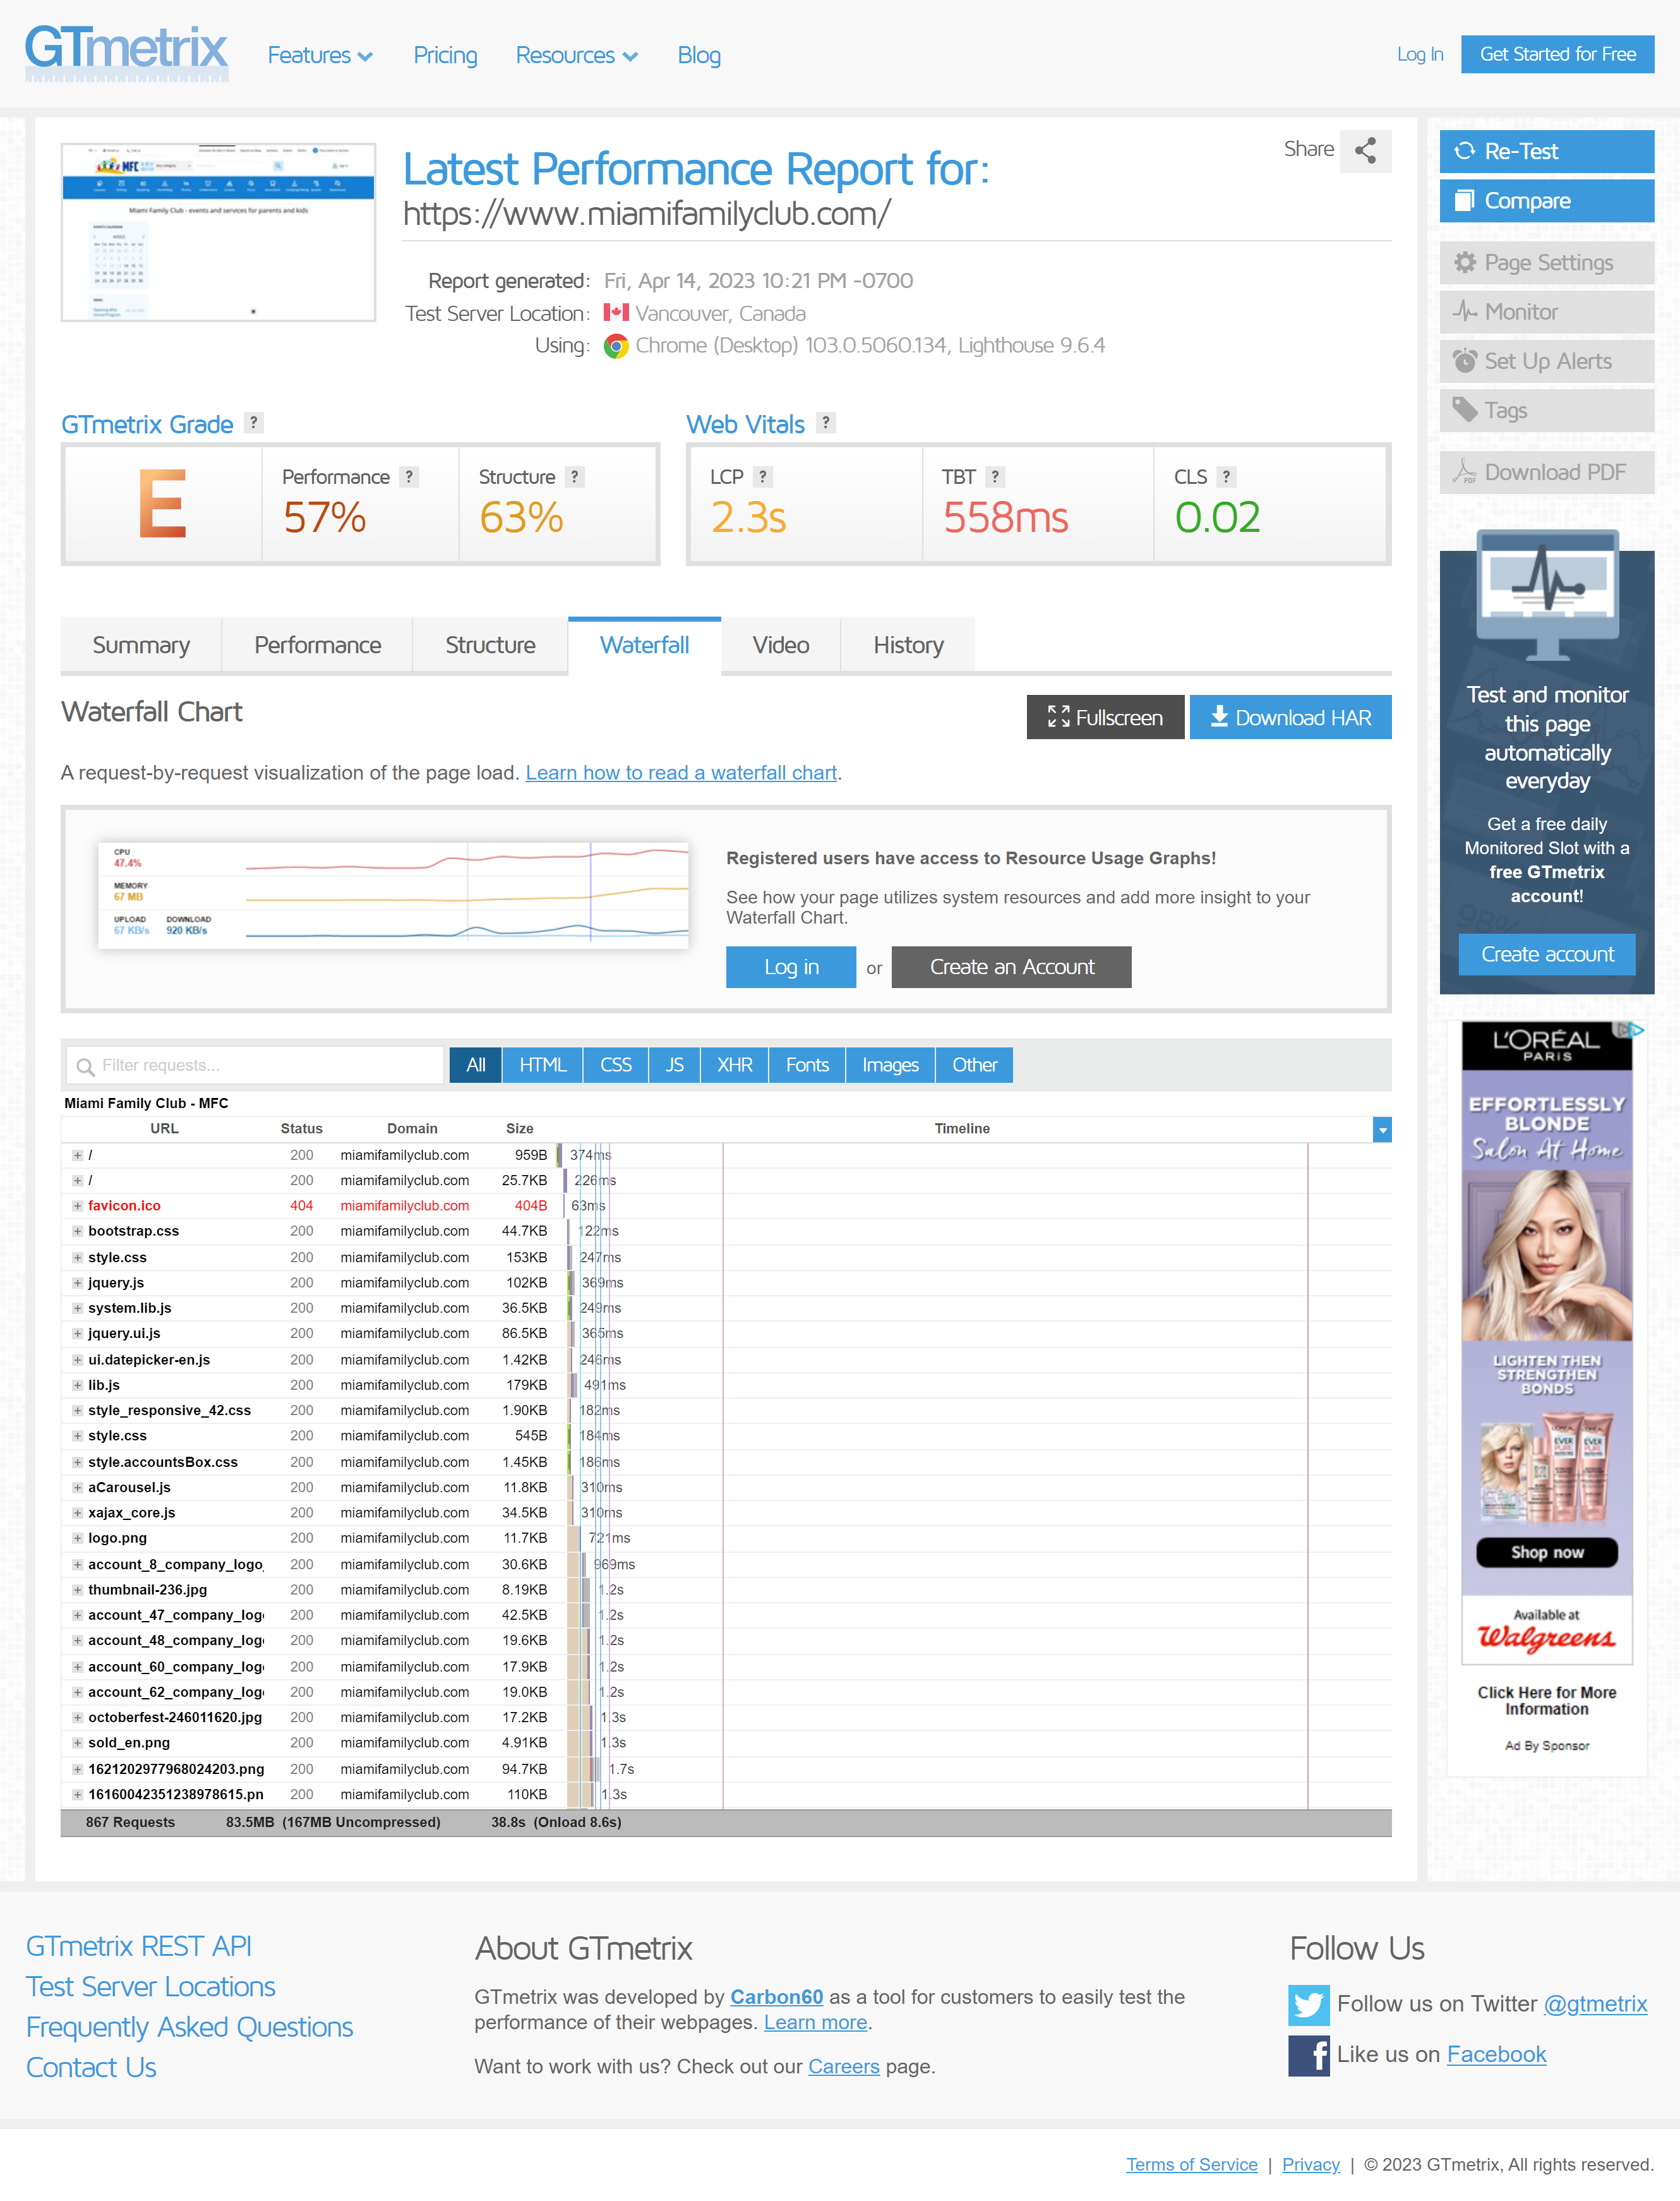 GTmetrix
Features
Pricing
Resources
Blog
Log In
Get Started for Free
MFC
Miami Family Club - events and services for parents and kids
Latest Performance Report for:
https://www.miamifamilyclub.com/
Share
Report generated: Fri, Apr 14, 2023 10:21 PM -0700
Test Server Location: Vancouver, Canada
Using: Chrome (Desktop) 103.0.5060.134, Lighthouse 9.6.4
Re-Test
Compare
Page Settings
Monitor
Set Up Alerts
Tags
Download PDF
GTmetrix Grade ?
Web Vitals ?
E
Performance ?
57%
Structure ?
63%
LCP ?
2.3s
TBT ?
558ms
CLS ?
0.02
Summary
Performance
Structure
Waterfall
Video
History
Waterfall Chart
Fullscreen
Download HAR
A request-by-request visualization of the page load. Learn how to read a waterfall chart.
CPU
47.4%
MEMORY
67 MB
UPLOAD DOWNLOAD
67 KB/s 920 KB/s
Registered users have access to Resource Usage Graphs!
See how your page utilizes system resources and add more insight to your
Waterfall Chart.
Log in or Create an Account
Test and monitor
this page
automatically
everyday
Get a free daily
Monitored Slot with a
free GTmetrix
account!
98%
Create account
Filter requests...
All HTML CSS JS XHR Fonts Images Other
Miami Family Club - MFC
URL Status Domain Size Timeline
/ 200 miamifamilyclub.com 959B 374ms
/ 200 miamifamilyclub.com 25.7KB 226ms
favicon.ico 404 miamifamilyclub.com 404B 63ms
bootstrap.css 200 miamifamilyclub.com 44.7KB 122ms
style.css 200 miamifamilyclub.com 153KB 247ms
jquery.js 200 miamifamilyclub.com 102KB 369ms
system.lib.js 200 miamifamilyclub.com 36.5KB 249ms
jquery.ui.js 200 miamifamilyclub.com 86.5KB 365ms
ui.datepicker-en.js 200 miamifamilyclub.com 1.42KB 246ms
lib.js 200 miamifamilyclub.com 179KB 491ms
style_responsive_42.css 200 miamifamilyclub.com 1.90KB 182ms
style.css 200 miamifamilyclub.com 545B 184ms
style.accountsBox.css 200 miamifamilyclub.com 1.45KB 186ms
aCarousel.js 200 miamifamilyclub.com 11.8KB 310ms
xajax_core.js 200 miamifamilyclub.com 34.5KB 310ms
logo.png 200 miamifamilyclub.com 11.7KB 721ms
account_8_company_logo_ 200 miamifamilyclub.com 30.6KB 969ms
thumbnail-236.jpg 200 miamifamilyclub.com 8.19KB 1.2s
account_47_company_log 200 miamifamilyclub.com 42.5KB 1.2s
account_48_company_log 200 miamifamilyclub.com 19.6KB 1.2s
account_60_company_log 200 miamifamilyclub.com 17.9KB 1.2s
account_62_company_log 200 miamifamilyclub.com 19.0KB 1.2s
octoberfest-246011620.jpg 200 miamifamilyclub.com 17.2KB 1.3s
sold_en.png 200 miamifamilyclub.com 4.91KB 1.3s
1621202977968024203.png 200 miamifamilyclub.com 94.7KB 1.7s
16160042351238978615.pn 200 miamifamilyclub.com 110KB 1.3s
867 Requests 83.5MB (167MB Uncompressed) 38.8s (Onload 8.6s)
L'ORÉAL
PARIS
EFFORTLESSLY
BLONDE
Salon At Home
LIGHTEN THEN
STRENGTHEN
BONDS
EVER
PURE
EVER
PURE
Shop now
Available at
Walgreens
Click Here for More
Information
Ad By Sponsor
GTmetrix REST API
Test Server Locations
Frequently Asked Questions
Contact Us
About GTmetrix
GTmetrix was developed by Carbon60 as a tool for customers to easily test the
performance of their webpages. Learn more.
Want to work with us? Check out our Careers page.
Follow Us
Follow us on Twitter @gtmetrix
Like us on Facebook
Terms of Service | Privacy | © 2023 GTmetrix, All rights reserved.